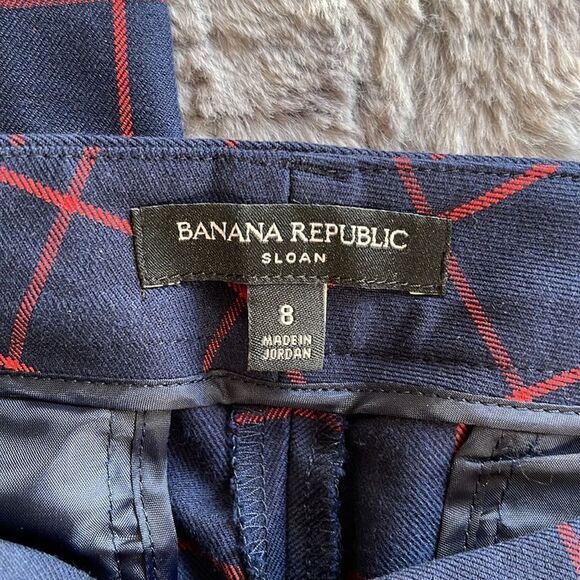 BANANA REPUBLIC
SLOAN
8
MADE IN
JORDAN